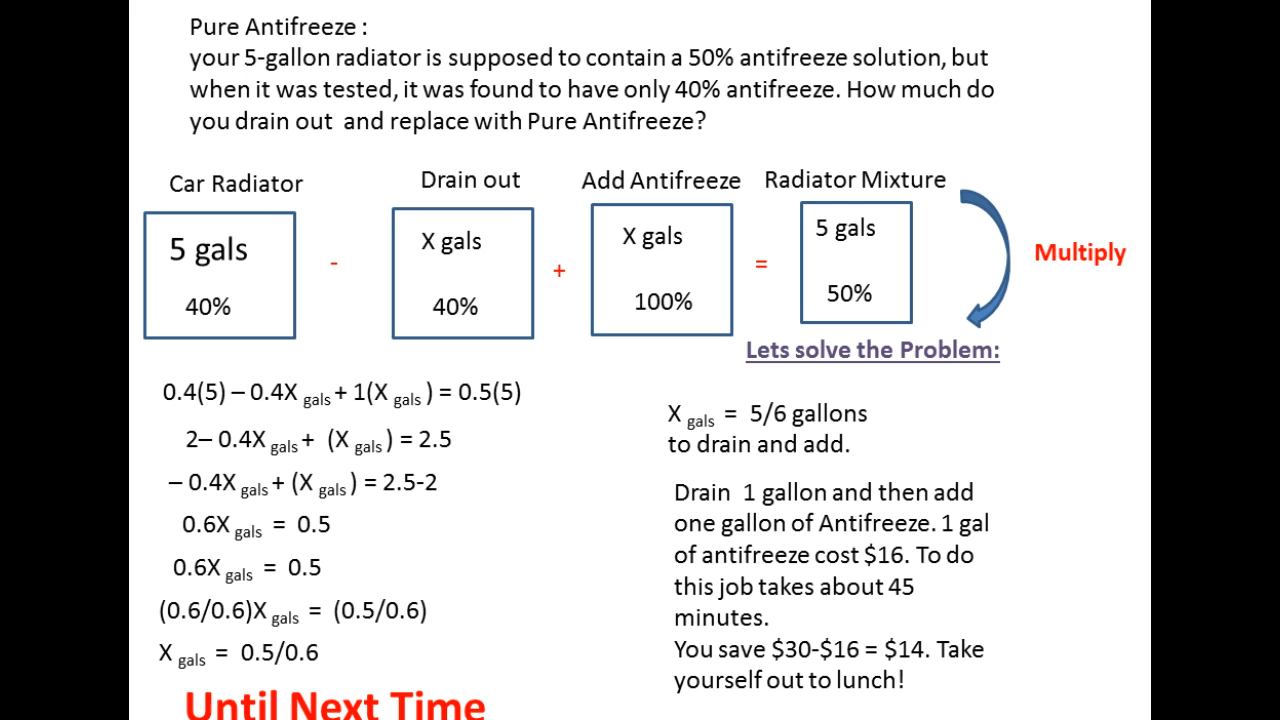 Pure Antifreeze :
your 5-gallon radiator is supposed to contain a 50% antifreeze solution, but
when it was tested, it was found to have only 40% antifreeze. How much do
you drain out and replace with Pure Antifreeze?
Car Radiator
Drain out
Add Antifreeze
Radiator Mixture
5 gals
40%
-
X gals
40%
+
X gals
100%
=
5 gals
50%
Multiply
Lets solve the Problem:
0.4(5) – 0.4X gals + 1(X gals ) = 0.5(5)
2– 0.4X gals + (X gals ) = 2.5
– 0.4X gals + (X gals ) = 2.5-2
0.6X gals = 0.5
0.6X gals = 0.5
(0.6/0.6)X gals = (0.5/0.6)
X gals = 0.5/0.6
Until Next Time
X gals = 5/6 gallons
to drain and add.
Drain 1 gallon and then add
one gallon of Antifreeze. 1 gal
of antifreeze cost $16. To do
this job takes about 45
minutes.
You save $30-$16 = $14. Take
yourself out to lunch!